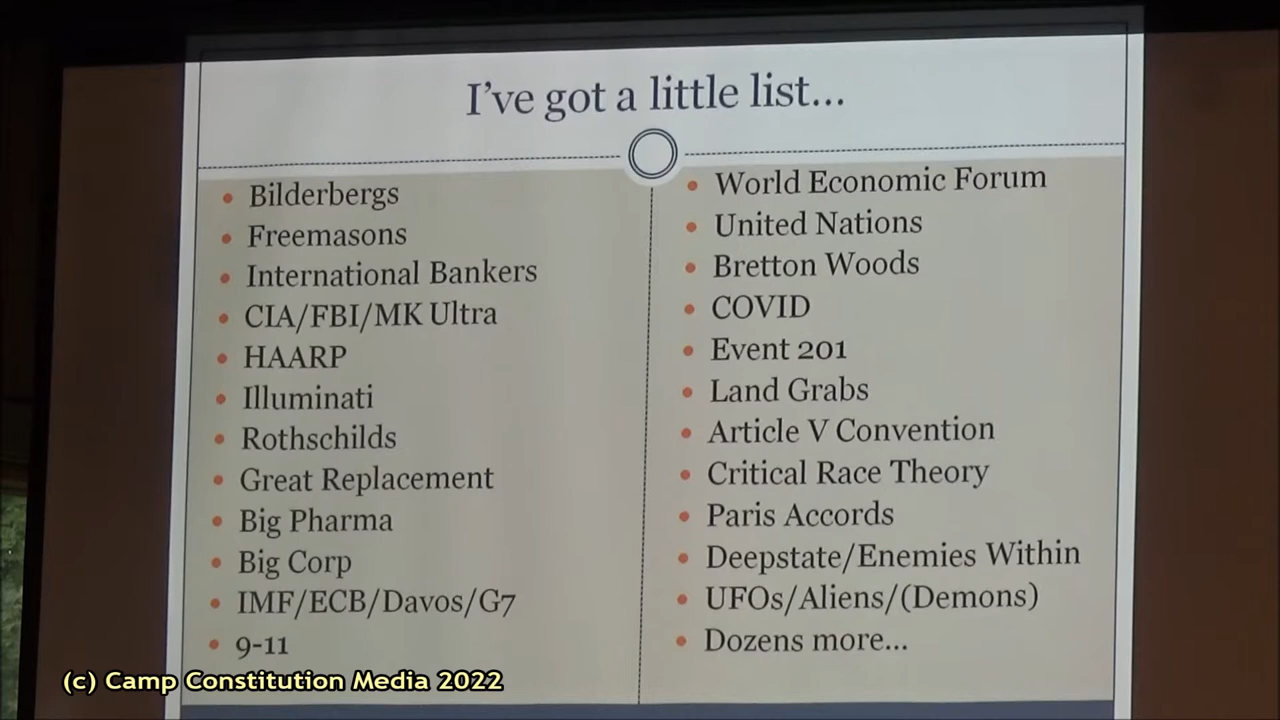 I've got a little list...
Bilderbergs
Freemasons
International Bankers
CIA/FBI/MK Ultra
HAARP
Illuminati
Rothschilds
Great Replacement
Big Pharma
Big Corp
IMF/ECB/Davos/G7
9-11
World Economic Forum
United Nations
Bretton Woods
COVID
Event 201
Land Grabs
Article V Convention
Critical Race Theory
Paris Accords
Deepstate/Enemies Within
UFOs/Aliens/(Demons)
Dozens more...
(c) Camp Constitution Media 2022